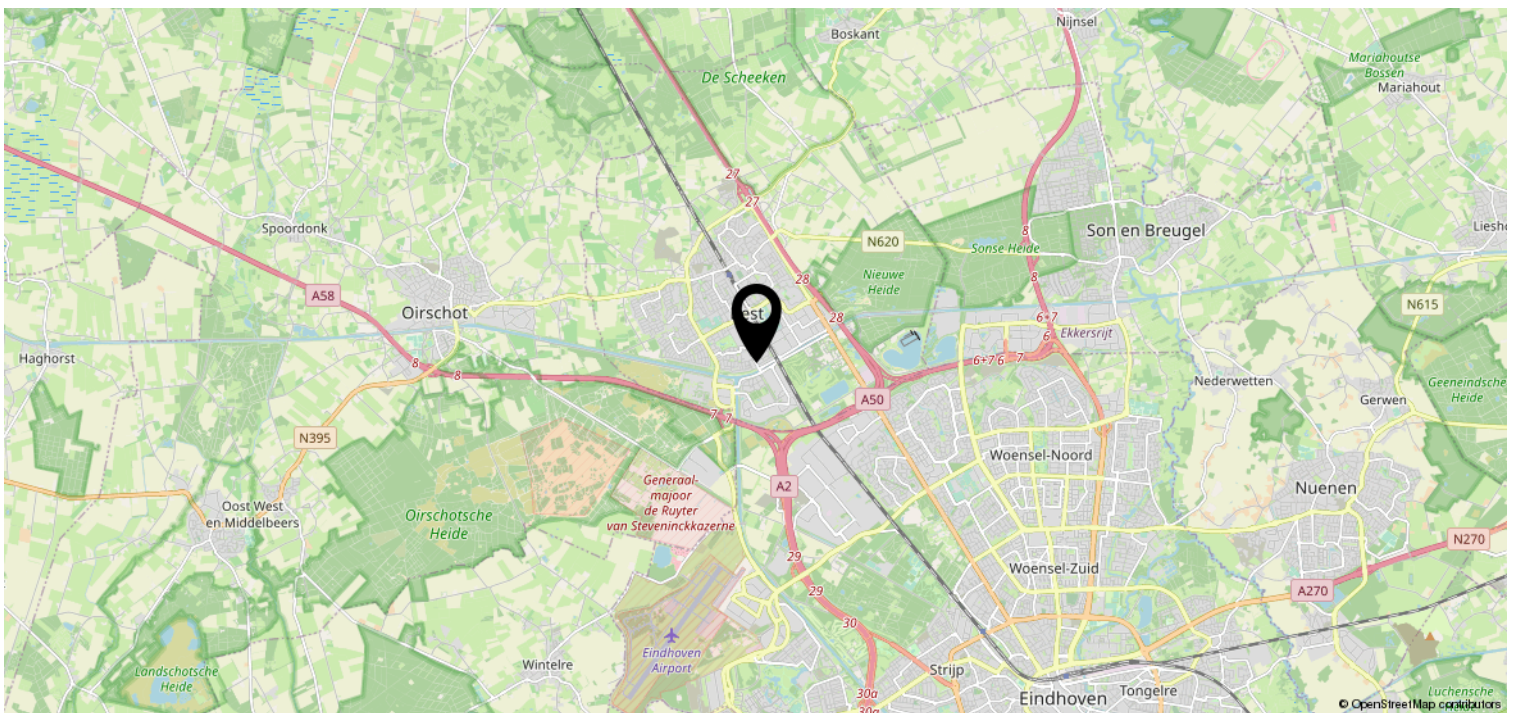 Nijnsel
Boskant
Mariahoutse
Bossen
Mariahout
De Scheeken
27
27
Spoordonk
Son en Breugel
8
N620
Sonse Heide
Nieuwe
Heide
28
8
A58
Oirschot
est
28
6+7
6
Ekkersrijt
N615
Haghorst
8
8
6+7
6
7
Nederwetten
Geeneindsche
Heide
A50
Gerwen
7
7
N395
Woensel-Noord
Generaal-
majoor
de Ruyter
van Steveninckkazerne
A2
Nuenen
Oost West
en Middelbeers
Oirschotsche
Heide
N270
29
Woensel-Zuid
29
A270
30
Eindhoven
Airport
Landschotsche
Heide
Wintelre
Strijp
30a
Eindhoven
Tongelre
Luchensche
© OpenStreetMap contributors